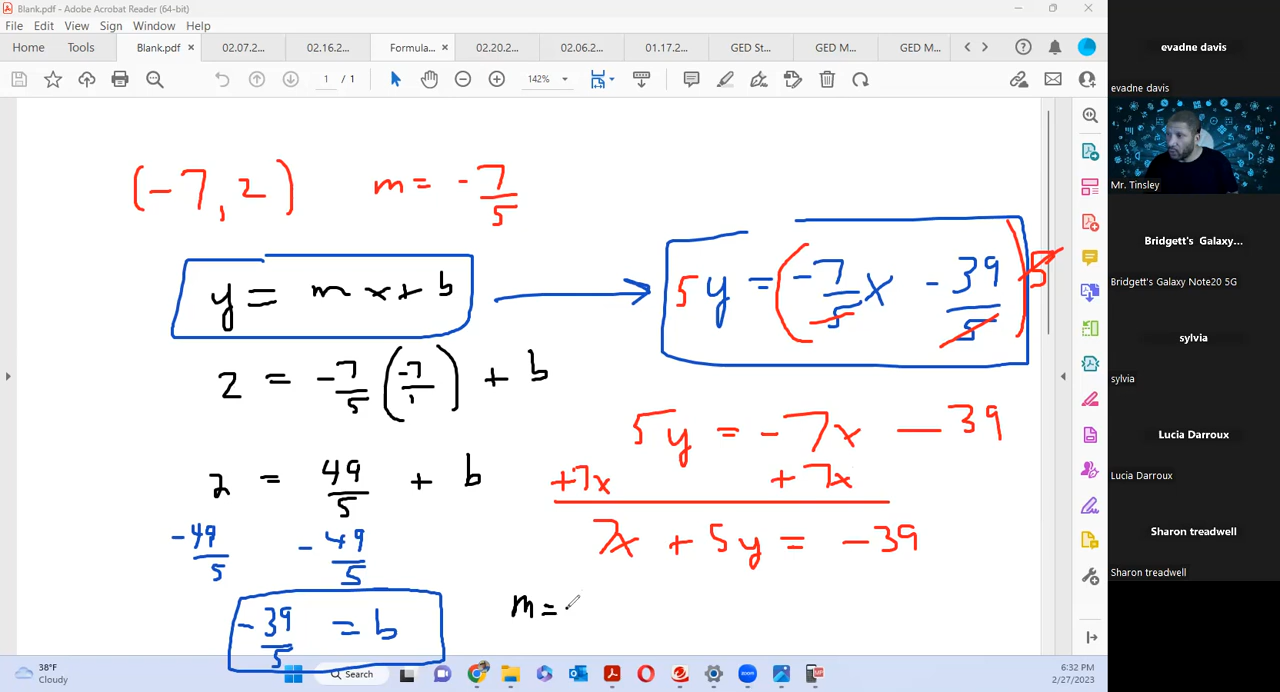 Blank.pdf - Adobe Acrobat Reader (64-bit)
File Edit View Sign Window Help
Home Tools Blank.pdf × 02.07.2... 02.16.2... Formula... × 02.20.2... 02.06.2... 01.17.2... GED St... GED M... GED M...
1 / 1 142%
(-7, 2) m = -7/5
y = mx + b
5y = (-7/5 x - 39/5)5
2 = -7/5 (-7/1) + b
5y = -7x - 39
+7x +7x
2 = 49/5 + b
-49/5 -49/5
7x + 5y = -39
-39/5 = b
m =
evadne davis
evadne davis
Mr. Tinsley
Bridgett's Galaxy...
Bridgett's Galaxy Note20 5G
sylvia
sylvia
Lucia Darroux
Lucia Darroux
Sharon treadwell
Sharon treadwell
38°F
Cloudy
Search
zoom
6:32 PM
2/27/2023